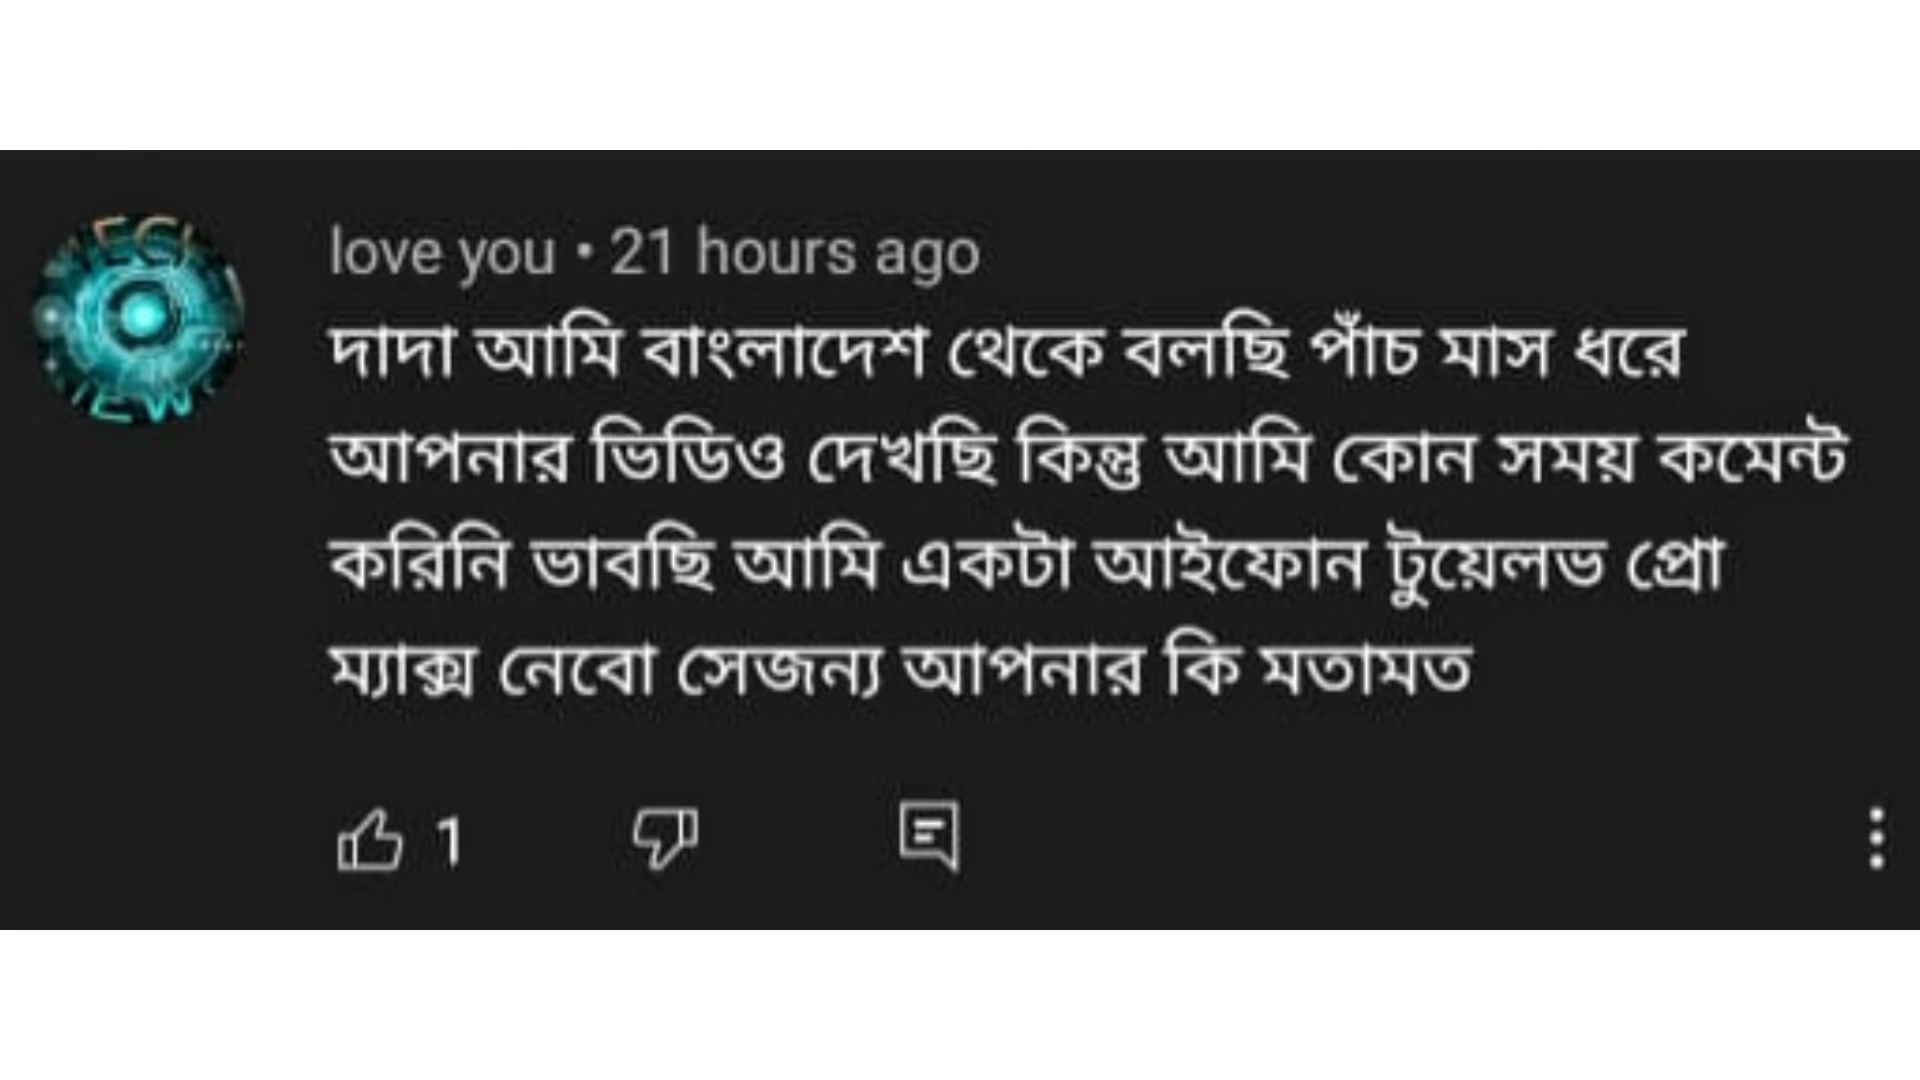 love you • 21 hours ago
দাদা আমি বাংলাদেশ থেকে বলছি পাঁচ মাস ধরে
আপনার ভিডিও দেখছি কিন্তু আমি কোন সময় কমেন্ট
করিনি ভাবছি আমি একটা আইফোন টুয়েলভ প্রো
ম্যাক্স নেবো সেজন্য আপনার কি মতামত
1